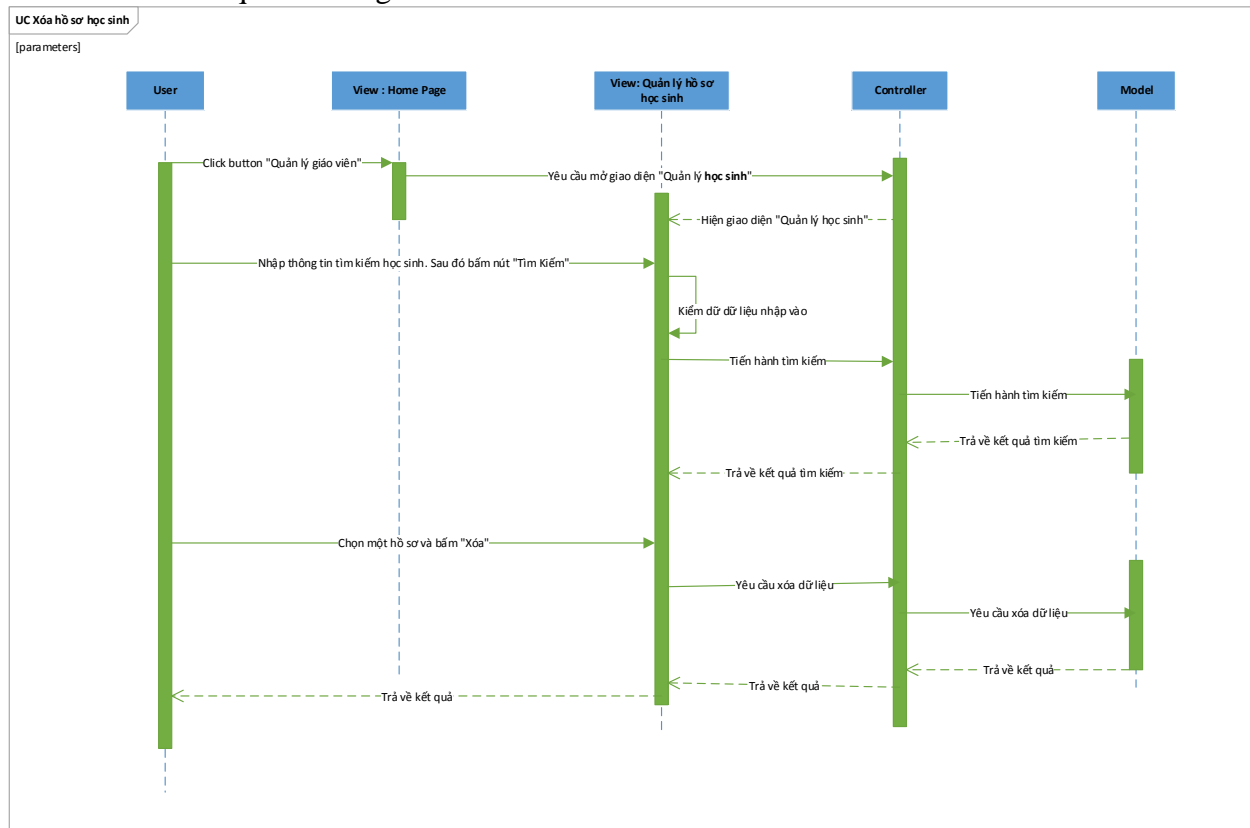 UC Xóa hồ sơ học sinh
[parameters]
User
View : Home Page
View: Quản lý hồ sơ
học sinh
Controller
Model
Click button "Quản lý giáo viên"
Yêu cầu mở giao diện "Quản lý học sinh"
Hiện giao diện "Quản lý học sinh"
Nhập thông tin tìm kiếm học sinh. Sau đó bấm nút "Tìm Kiếm"
Kiểm dữ dữ liệu nhập vào
Tiến hành tìm kiếm
Tiến hành tìm kiếm
Trả về kết quả tìm kiếm
Trả về kết quả tìm kiếm
Chọn một hồ sơ và bấm "Xóa"
Yêu cầu xóa dữ liệu
Yêu cầu xóa dữ liệu
Trả về kết quả
Trả về kết quả
Trả về kết quả